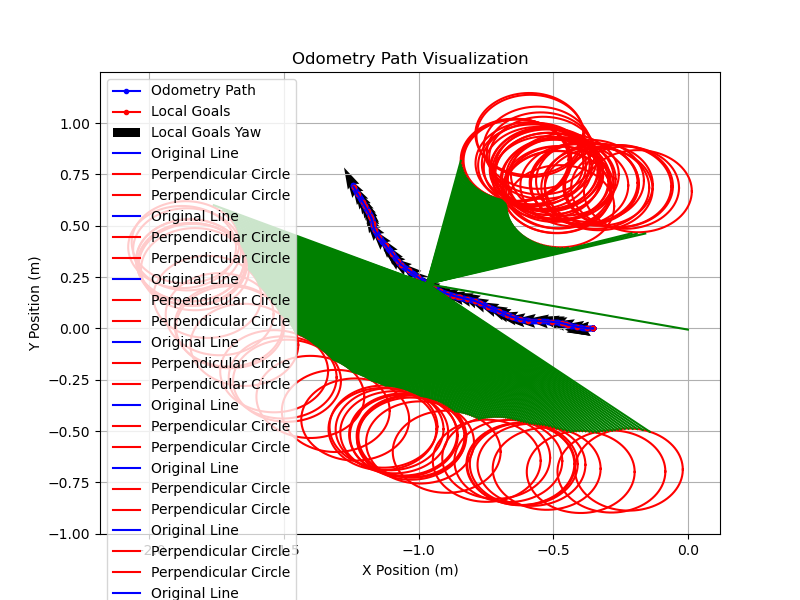 Odometry Path Visualization
Odometry Path
Local Goals
Local Goals Yaw
Original Line
Perpendicular Circle
Perpendicular Circle
Original Line
Perpendicular Circle
Perpendicular Circle
Original Line
Perpendicular Circle
Perpendicular Circle
Original Line
Perpendicular Circle
Perpendicular Circle
Original Line
Perpendicular Circle
Perpendicular Circle
Original Line
Perpendicular Circle
Perpendicular Circle
Original Line
Perpendicular Circle
Perpendicular Circle
Original Line
1.00
0.75
0.50
0.25
0.00
−0.25
−0.50
−0.75
−1.00
Y Position (m)
−1.0
−0.5
0.0
X Position (m)